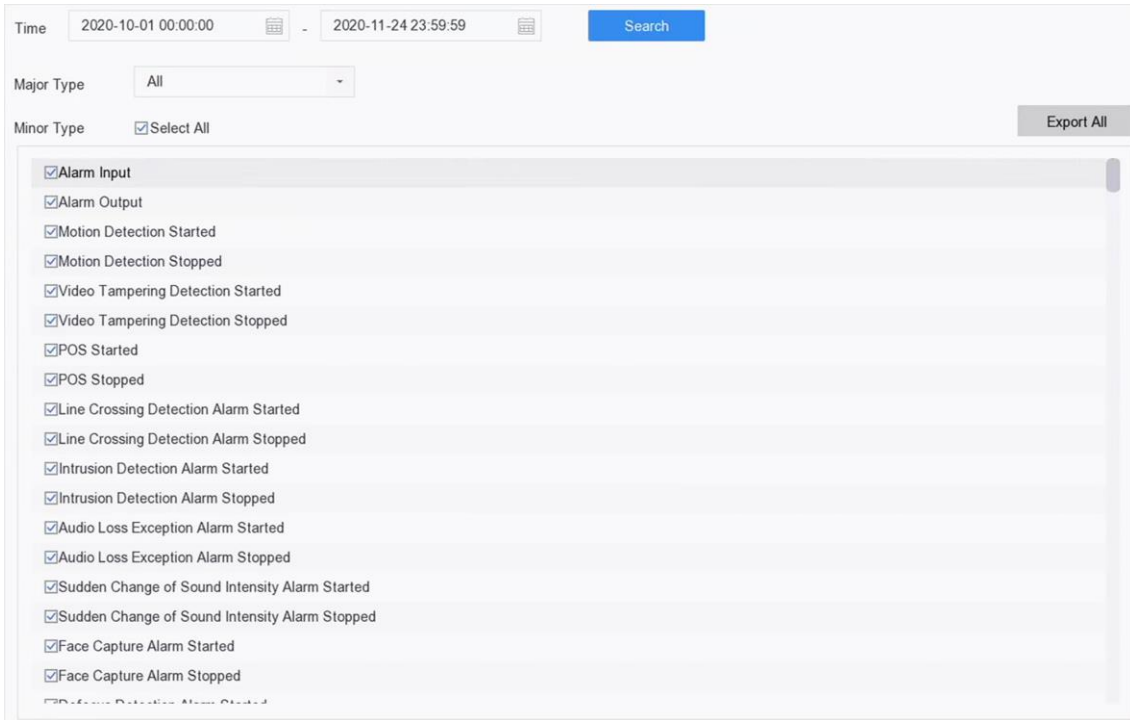 Time 2020-10-01 00:00:00 - 2020-11-24 23:59:59 Search
Major Type All
Minor Type Select All
Export All
Alarm Input
Alarm Output
Motion Detection Started
Motion Detection Stopped
Video Tampering Detection Started
Video Tampering Detection Stopped
POS Started
POS Stopped
Line Crossing Detection Alarm Started
Line Crossing Detection Alarm Stopped
Intrusion Detection Alarm Started
Intrusion Detection Alarm Stopped
Audio Loss Exception Alarm Started
Audio Loss Exception Alarm Stopped
Sudden Change of Sound Intensity Alarm Started
Sudden Change of Sound Intensity Alarm Stopped
Face Capture Alarm Started
Face Capture Alarm Stopped
Defocus Detection Alarm Started